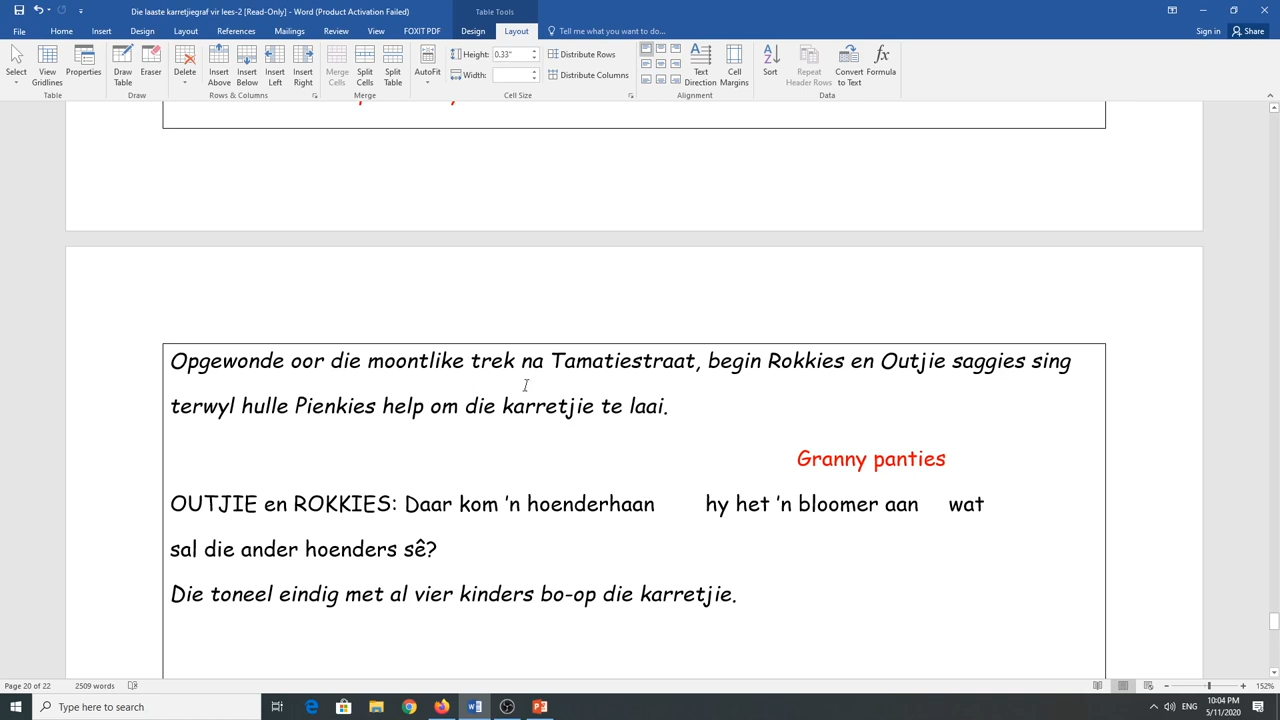 Die laaste karretjiegraf vir lees-2 [Read-Only] - Word (Product Activation Failed)
Table Tools
Sign in
Share
File
Home
Insert
Draw
Design
Layout
References
Mailings
Review
View
FOXIT PDF
Design
Layout
Tell me what you want to do...
Select
View Gridlines
Properties
Draw Table
Eraser
Delete
Insert Above
Insert Below
Insert Left
Insert Right
Merge Cells
Split Cells
Split Table
AutoFit
Height: 0.33"
Width:
Distribute Rows
Distribute Columns
Text Direction
Cell Margins
Sort
Repeat Header Rows
Convert to Text
Formula
Table
Draw
Rows & Columns
Merge
Cell Size
Alignment
Data
Opgewonde oor die moontlike trek na Tamatiestraat, begin Rokkies en Outjie saggies sing
terwyl hulle Pienkies help om die karretjie te laai.
Granny panties
OUTJIE en ROKKIES: Daar kom 'n hoenderhaan hy het 'n bloomer aan wat
sal die ander hoenders sê?
Die toneel eindig met al vier kinders bo-op die karretjie.
Page 20 of 22
2509 words
152%
Type here to search
10:04 PM
5/11/2020